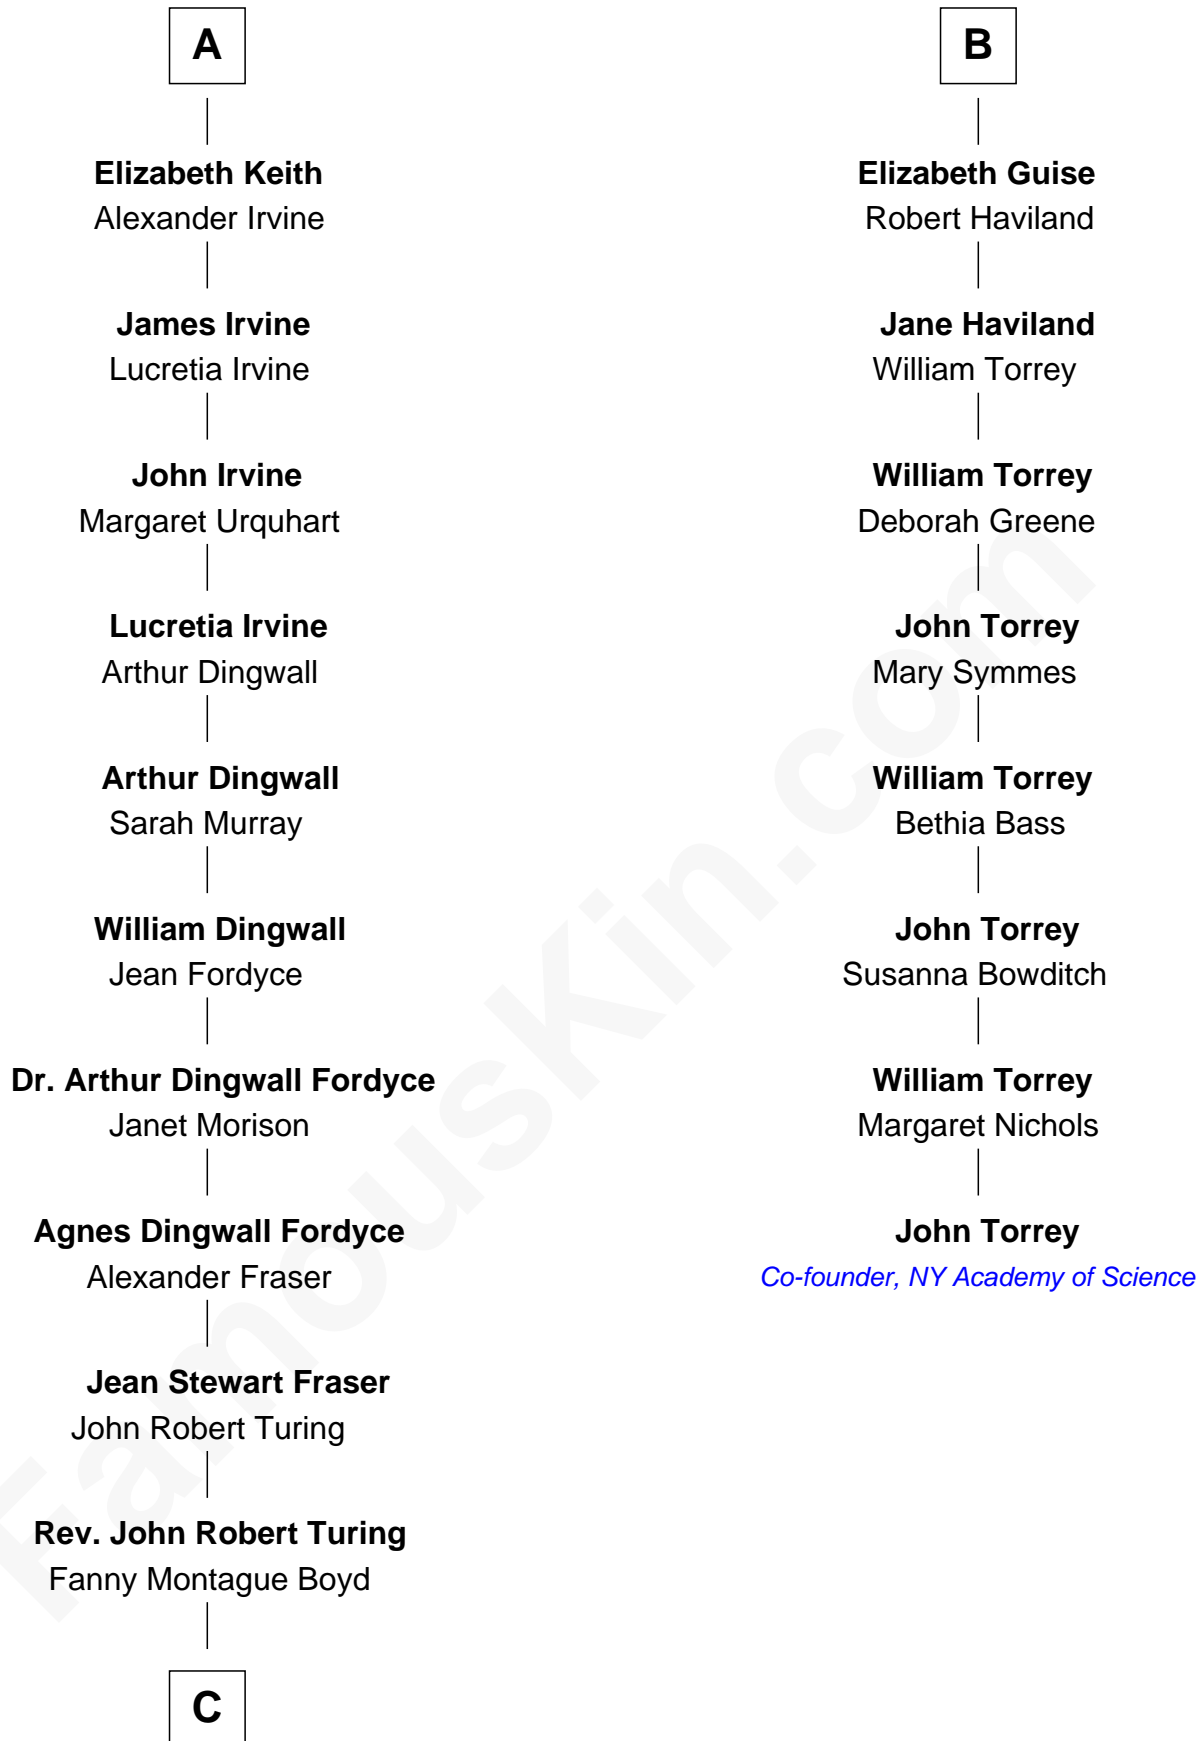 A
Elizabeth Keith
Alexander Irvine
James Irvine
Lucretia Irvine
John Irvine
Margaret Urquhart
Lucretia Irvine
Arthur Dingwall
Arthur Dingwall
Sarah Murray
William Dingwall
Jean Fordyce
Dr. Arthur Dingwall Fordyce
Janet Morison
Agnes Dingwall Fordyce
Alexander Fraser
Jean Stewart Fraser
John Robert Turing
Rev. John Robert Turing
Fanny Montague Boyd
C
B
Elizabeth Guise
Robert Haviland
Jane Haviland
William Torrey
William Torrey
Deborah Greene
John Torrey
Mary Symmes
William Torrey
Bethia Bass
John Torrey
Susanna Bowditch
William Torrey
Margaret Nichols
John Torrey
Co-founder, NY Academy of Science
FamousKin.com